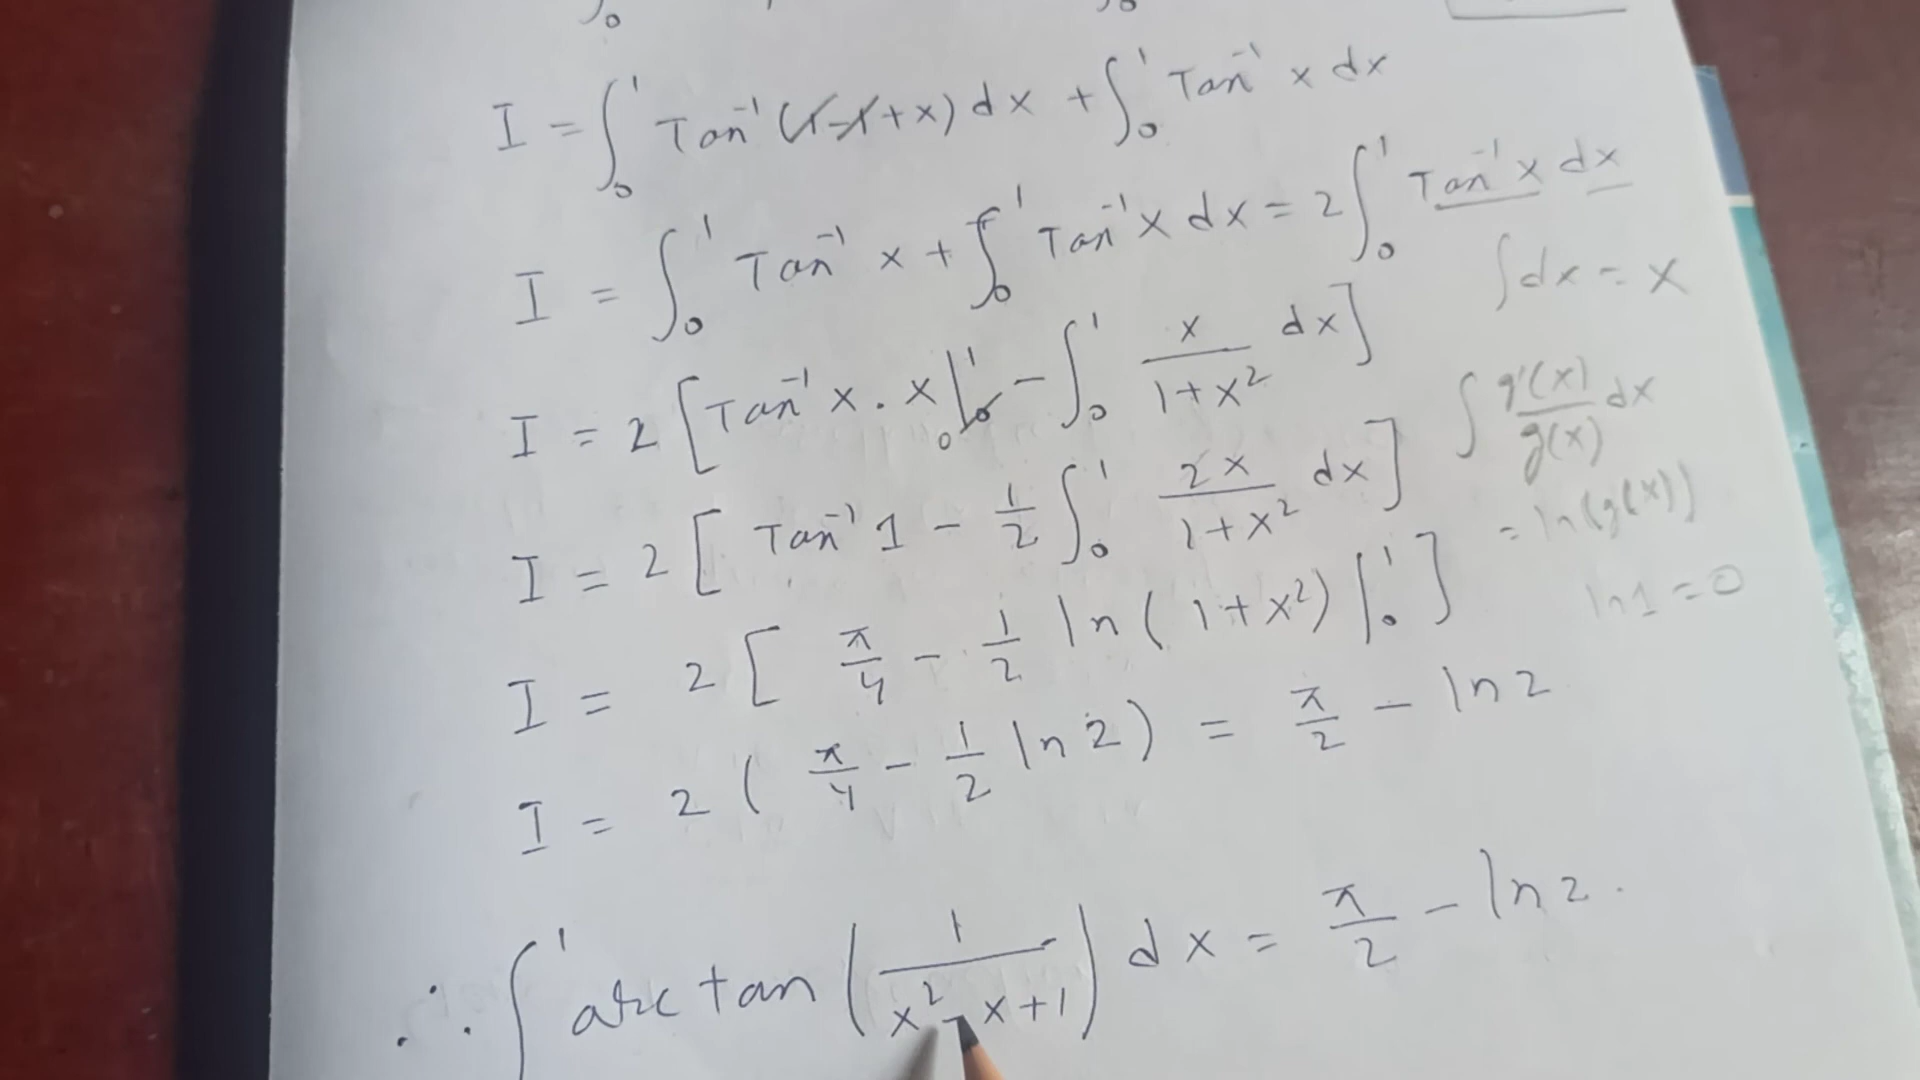 I = ∫₀¹ Tan⁻¹ (1-1+x) dx + ∫₀¹ Tan⁻¹ x dx
I = ∫₀¹ Tan⁻¹ x + ∫₀¹ Tan⁻¹ x dx = 2 ∫₀¹ Tan⁻¹ x dx
∫dx = x
I = 2 [Tan⁻¹ x . x |₀¹ - ∫₀¹ x/(1+x²) dx]
∫ g'(x)/g(x) dx
I = 2 [ Tan⁻¹ 1 - 1/2 ∫₀¹ 2x/(1+x²) dx]
= ln(g(x))
I = 2 [ π/4 - 1/2 ln ( 1+x²) |₀¹ ]
ln1 = 0
I = 2 ( π/4 - 1/2 ln 2) = π/2 - ln 2
∴ ∫¹ arc tan (1/(x²-x+1)) dx = π/2 - ln 2.